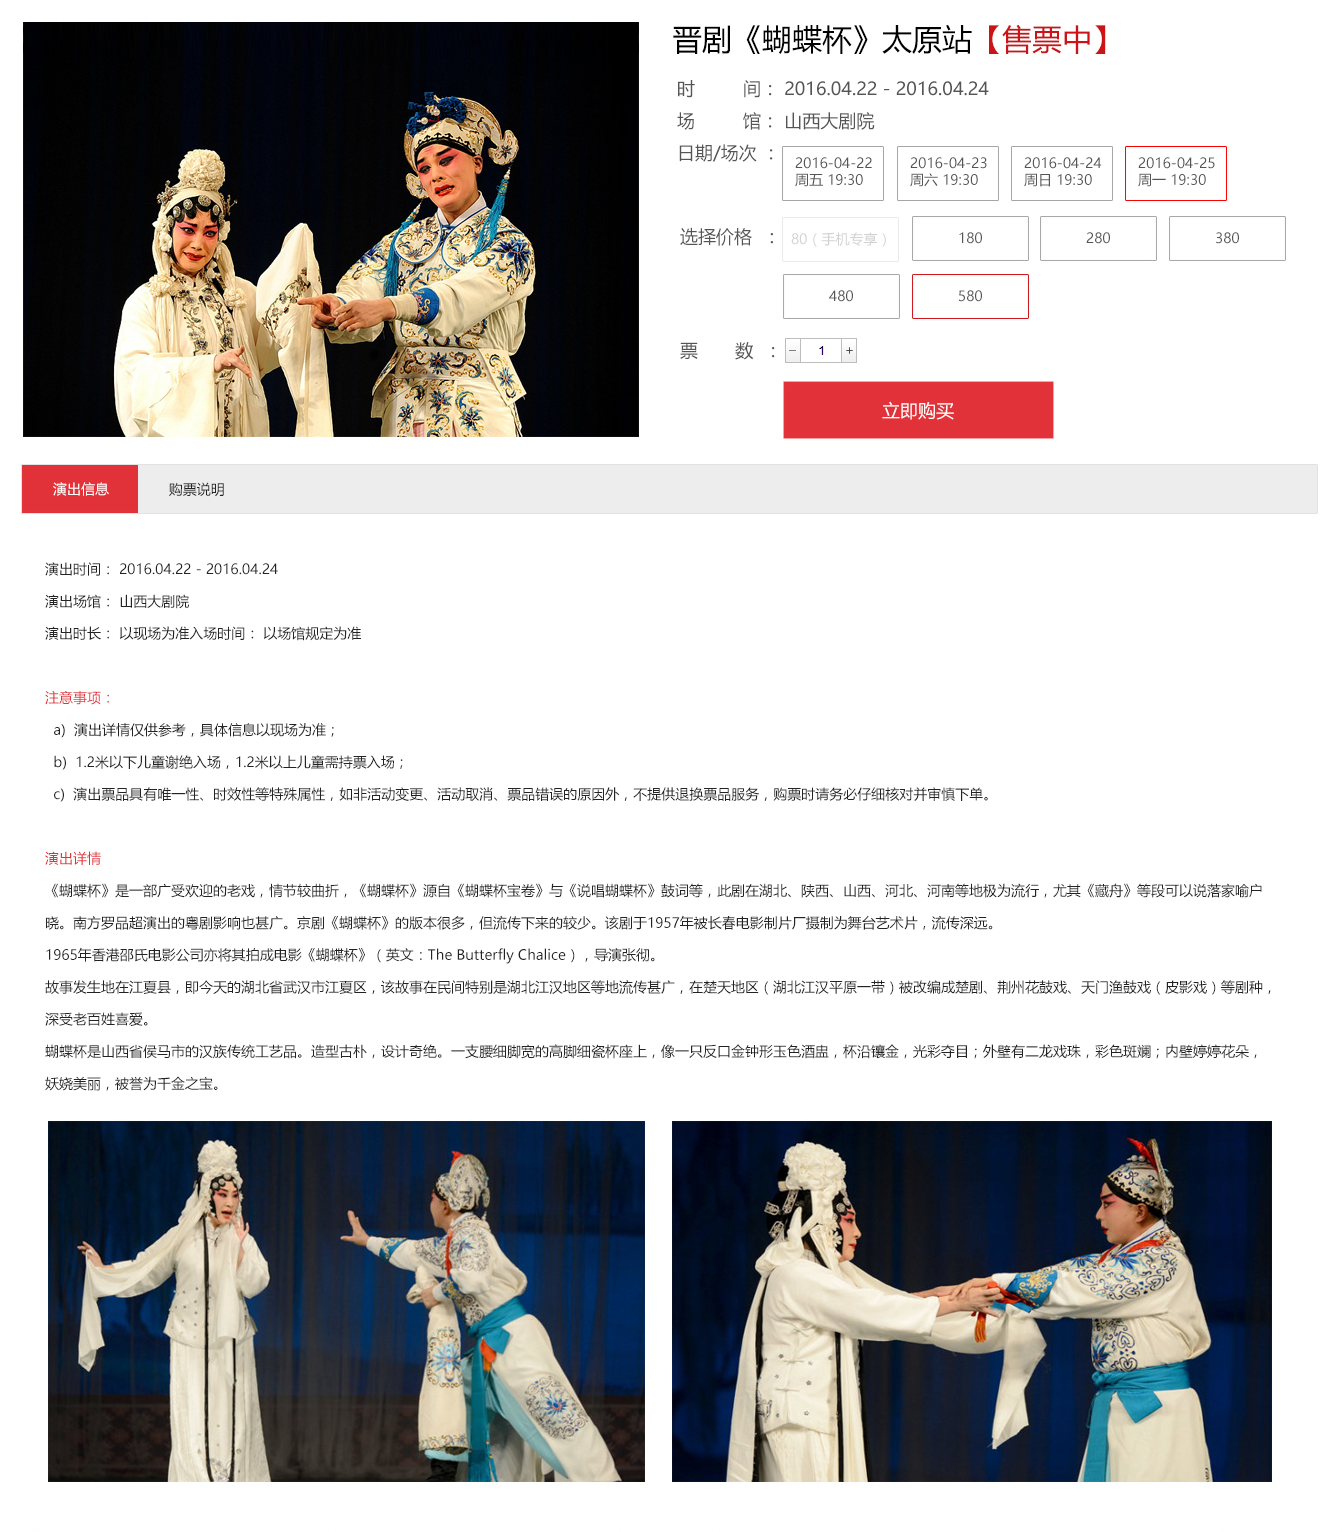 晋剧《蝴蝶杯》太原站【售票中】
时 间： 2016.04.22 - 2016.04.24
场 馆： 山西大剧院
日期/场次 ：
2016-04-22
周五 19:30
2016-04-23
周六 19:30
2016-04-24
周日 19:30
2016-04-25
周一 19:30
选择价格 ：
80（手机专享）
180
280
380
480
580
票 数 ：
− 1 +
立即购买
演出信息
购票说明
演出时间： 2016.04.22 - 2016.04.24
演出场馆： 山西大剧院
演出时长： 以现场为准入场时间： 以场馆规定为准
注意事项：
a) 演出详情仅供参考，具体信息以现场为准；
b) 1.2米以下儿童谢绝入场，1.2米以上儿童需持票入场；
c) 演出票品具有唯一性、时效性等特殊属性，如非活动变更、活动取消、票品错误的原因外，不提供退换票品服务，购票时请务必仔细核对并审慎下单。
演出详情
《蝴蝶杯》是一部广受欢迎的老戏，情节较曲折，《蝴蝶杯》源自《蝴蝶杯宝卷》与《说唱蝴蝶杯》鼓词等，此剧在湖北、陕西、山西、河北、河南等地极为流行，尤其《藏舟》等段可以说落家喻户
晓。南方罗品超演出的粤剧影响也甚广。京剧《蝴蝶杯》的版本很多，但流传下来的较少。该剧于1957年被长春电影制片厂摄制为舞台艺术片，流传深远。
1965年香港邵氏电影公司亦将其拍成电影《蝴蝶杯》（英文：The Butterfly Chalice），导演张彻。
故事发生地在江夏县，即今天的湖北省武汉市江夏区，该故事在民间特别是湖北江汉地区等地流传甚广，在楚天地区（湖北江汉平原一带）被改编成楚剧、荆州花鼓戏、天门渔鼓戏（皮影戏）等剧种，
深受老百姓喜爱。
蝴蝶杯是山西省侯马市的汉族传统工艺品。造型古朴，设计奇绝。一支腰细脚宽的高脚细瓷杯座上，像一只反口金钟形玉色酒盅，杯沿镶金，光彩夺目；外壁有二龙戏珠，彩色斑斓；内壁婷婷花朵，
妖娆美丽，被誉为千金之宝。